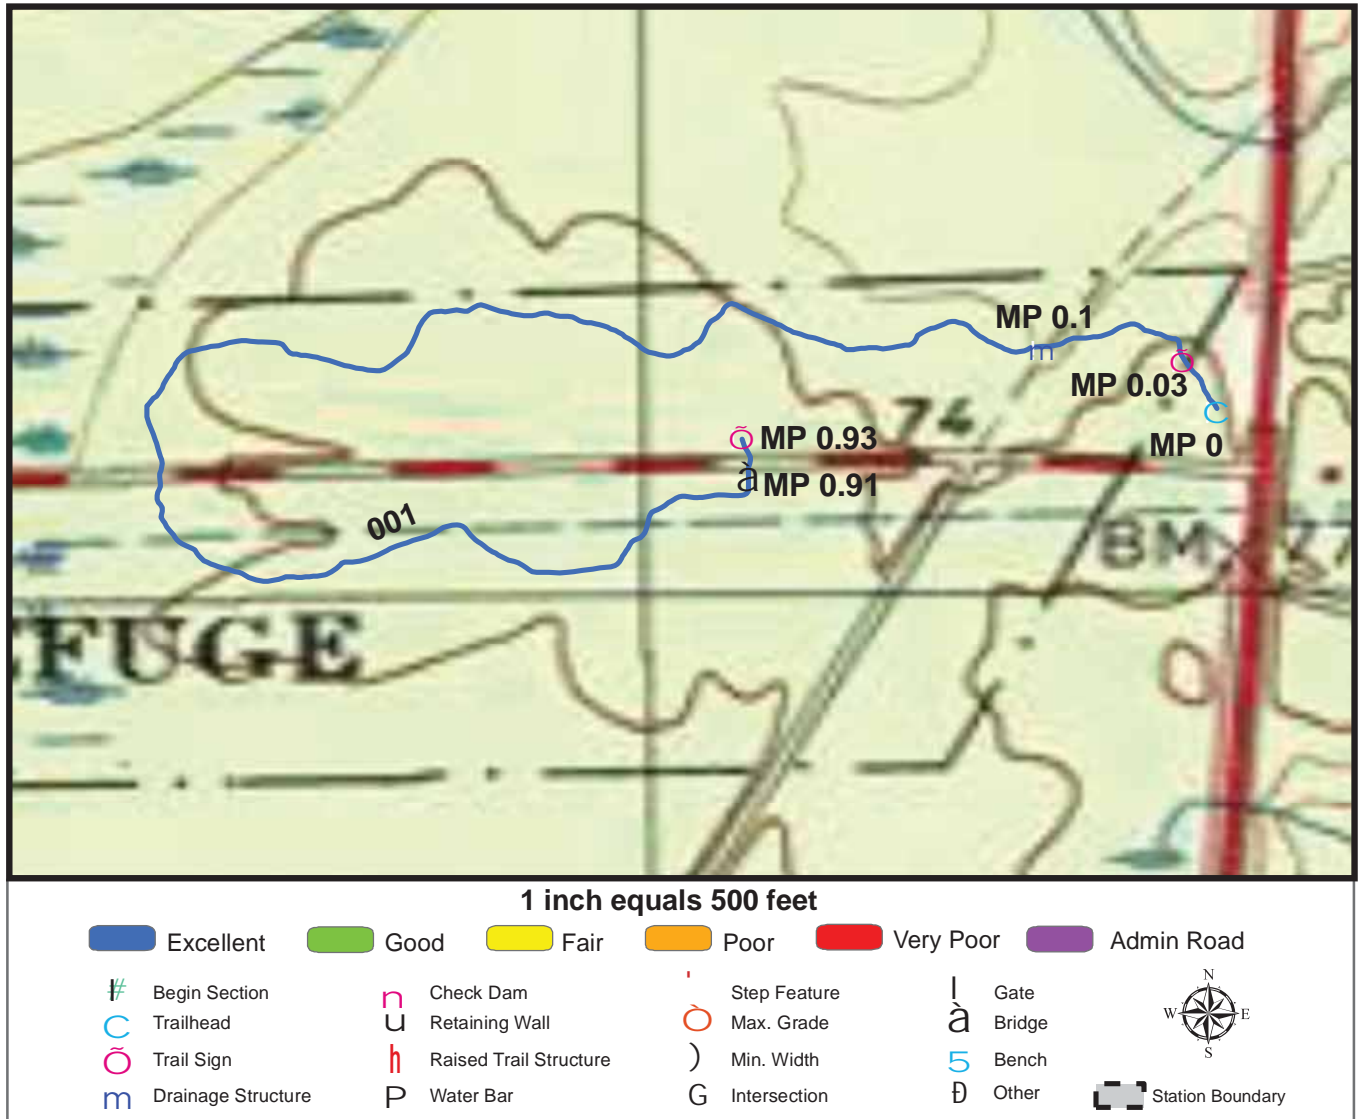 MP 0.1
m
Õ
MP 0.03
C
74
Õ MP 0.93
MP 0
à MP 0.91
001
BM X 27
EFUGE
1 inch equals 500 feet
Excellent Good Fair Poor Very Poor Admin Road
# Begin Section n Check Dam ' Step Feature I Gate
C Trailhead u Retaining Wall Ò Max. Grade à Bridge
Õ Trail Sign h Raised Trail Structure ) Min. Width 5 Bench
m Drainage Structure P Water Bar G Intersection Ð Other Station Boundary
N
W E
S